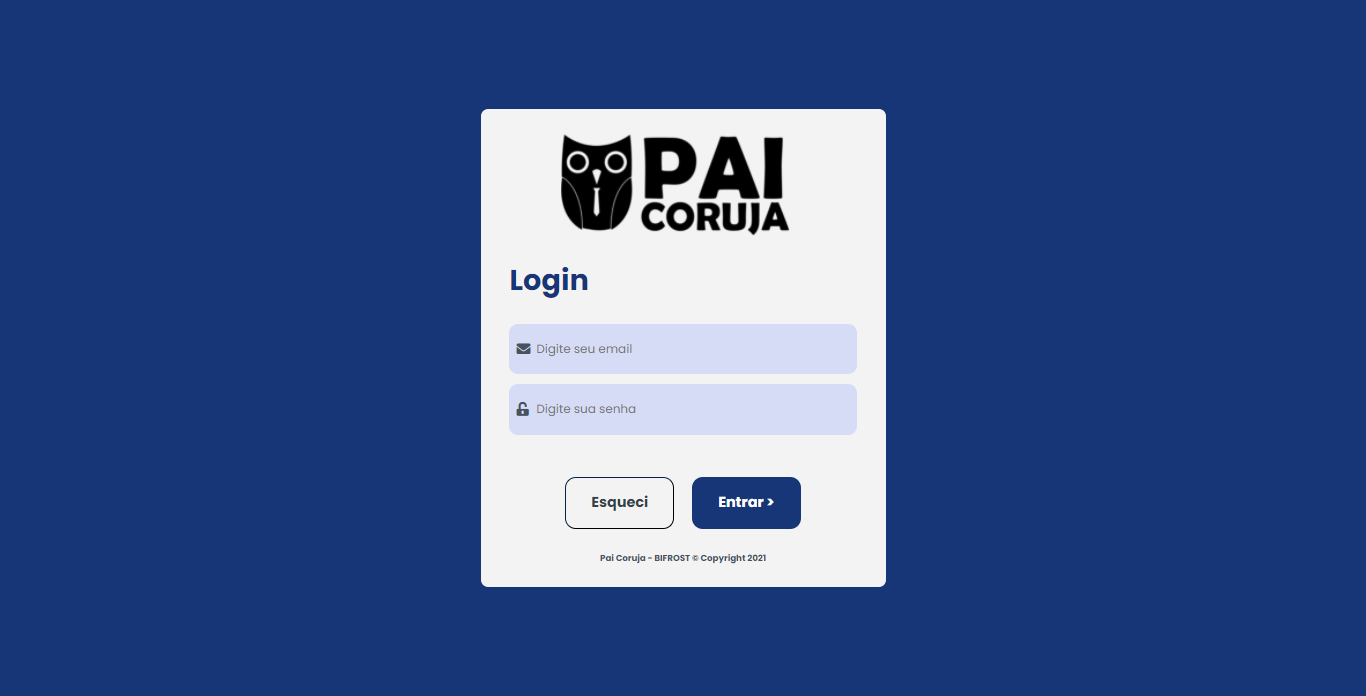 PAI
CORUJA
Login
Digite seu email
Digite sua senha
Esqueci
Entrar >
Pai Coruja - BIFROST © Copyright 2021